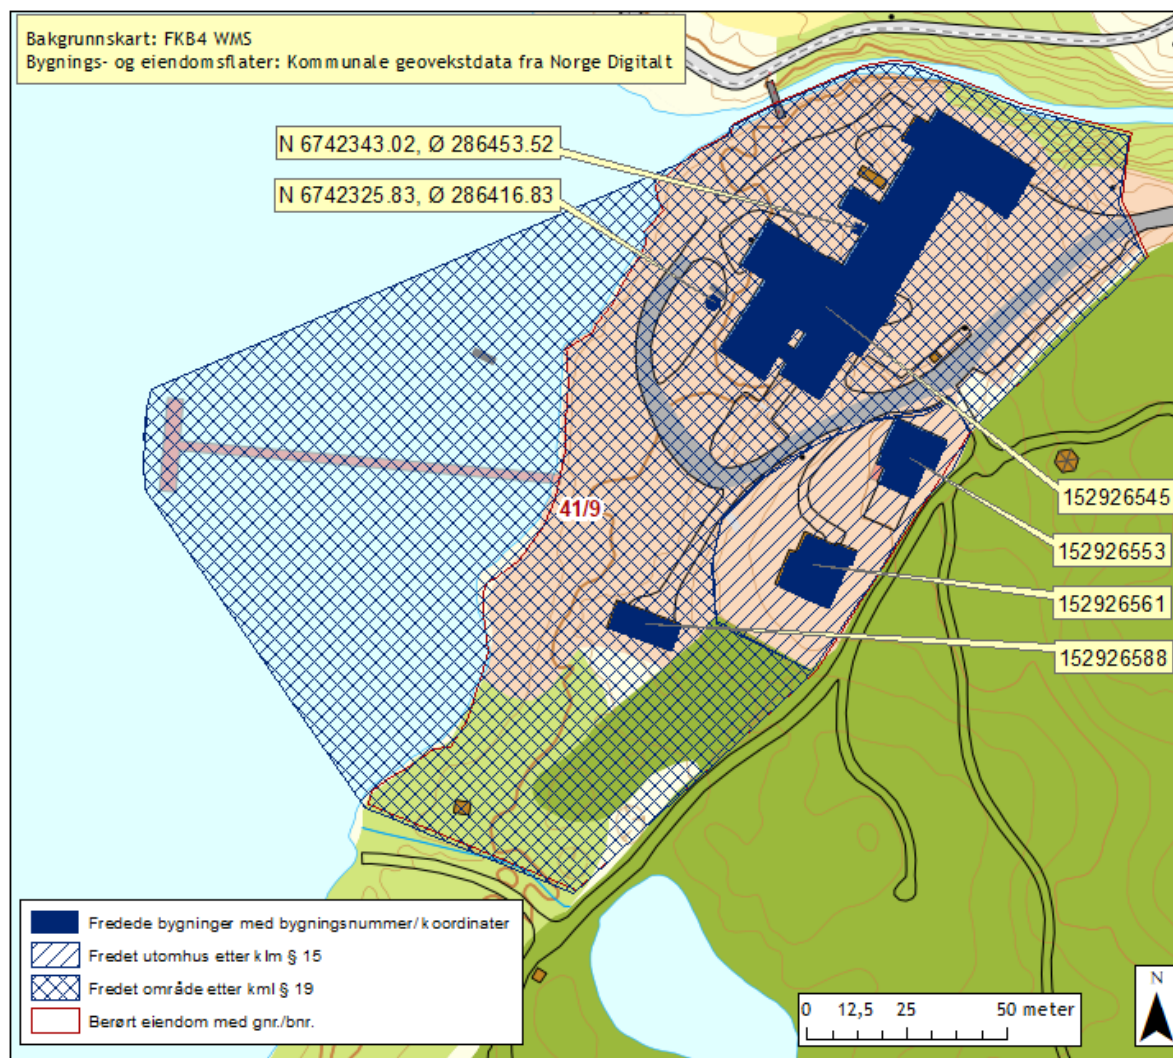 Bakgrunnskart: FKB4 WMS
Bygnings- og eiendomsflater: Kommunale geovekstdata fra Norge Digitalt
N 6742343.02, Ø 286453.52
N 6742325.83, Ø 286416.83
41/9
152926545
152926553
152926561
152926588
Fredede bygninger med bygningsnummer/koordinater
Fredet utomhus etter klm § 15
Fredet område etter kml § 19
Berørt eiendom med gnr./bnr.
0 12,5 25 50 meter
N